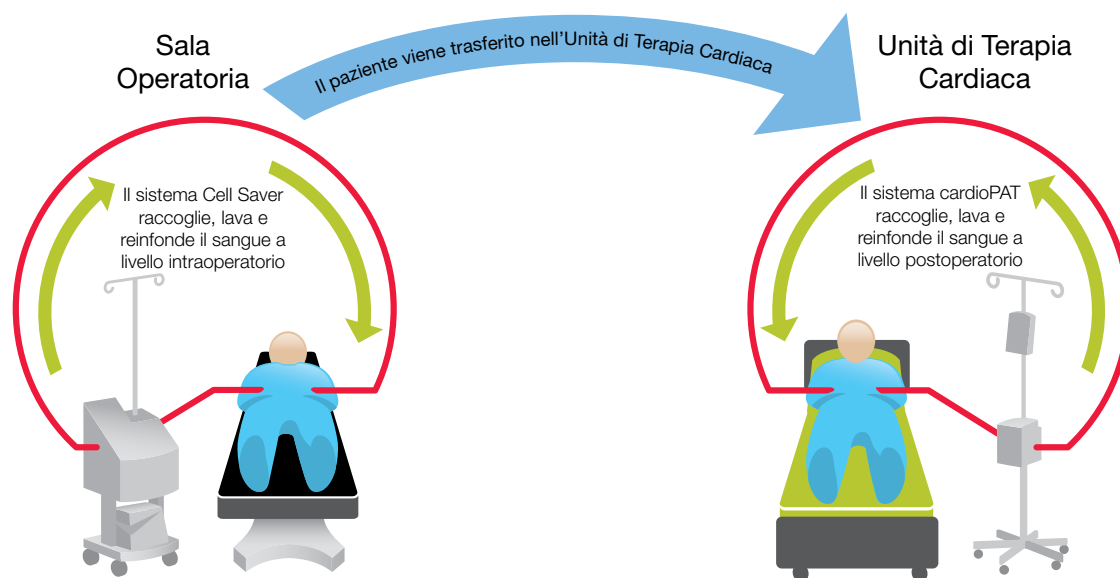 Sala
Operatoria
Il paziente viene trasferito nell'Unità di Terapia Cardiaca
Unità di Terapia
Cardiaca
Il sistema Cell Saver
raccoglie, lava e
reinfonde il sangue a
livello intraoperatorio
Il sistema cardioPAT
raccoglie, lava e
reinfonde il sangue a
livello postoperatorio